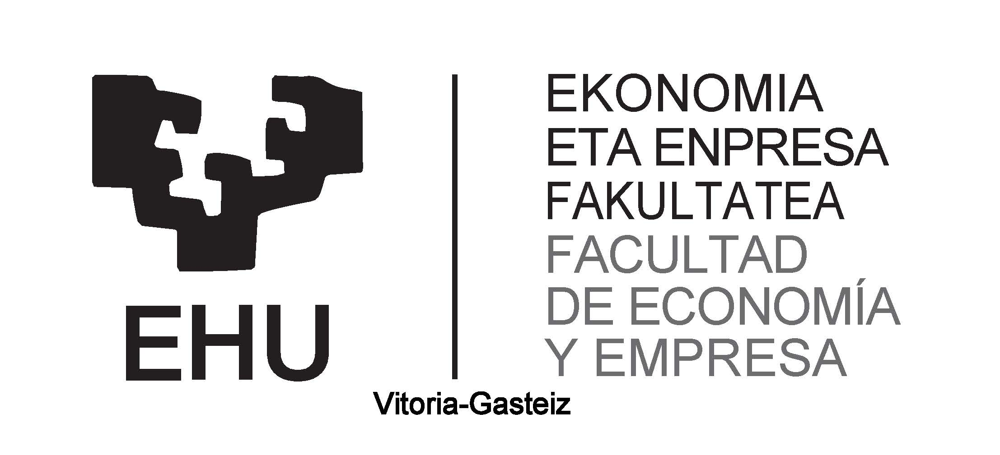 EHU
EKONOMIA
ETA ENPRESA
FAKULTATEA
FACULTAD
DE ECONOMÍA
Y EMPRESA
Vitoria-Gasteiz